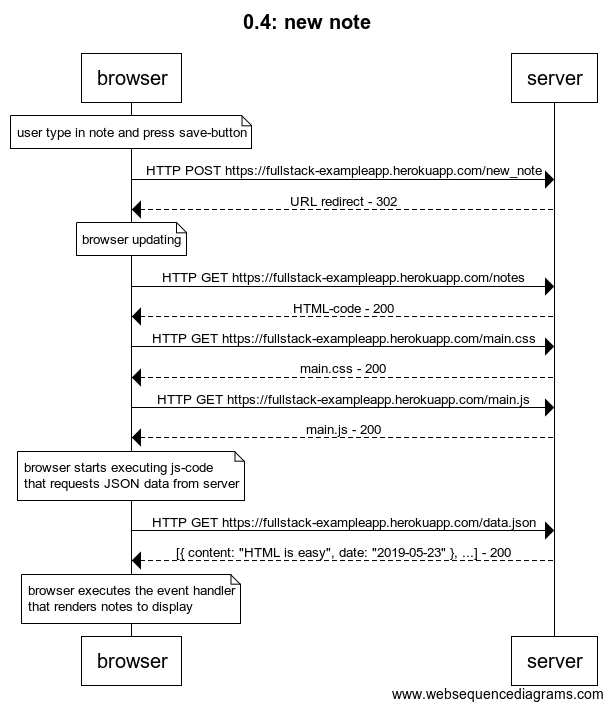 0.4: new note
browser
server
user type in note and press save-button
HTTP POST https://fullstack-exampleapp.herokuapp.com/new_note
URL redirect - 302
browser updating
HTTP GET https://fullstack-exampleapp.herokuapp.com/notes
HTML-code - 200
HTTP GET https://fullstack-exampleapp.herokuapp.com/main.css
main.css - 200
HTTP GET https://fullstack-exampleapp.herokuapp.com/main.js
main.js - 200
browser starts executing js-code
that requests JSON data from server
HTTP GET https://fullstack-exampleapp.herokuapp.com/data.json
[{ content: "HTML is easy", date: "2019-05-23" }, ...] - 200
browser executes the event handler
that renders notes to display
browser
server
www.websequencediagrams.com